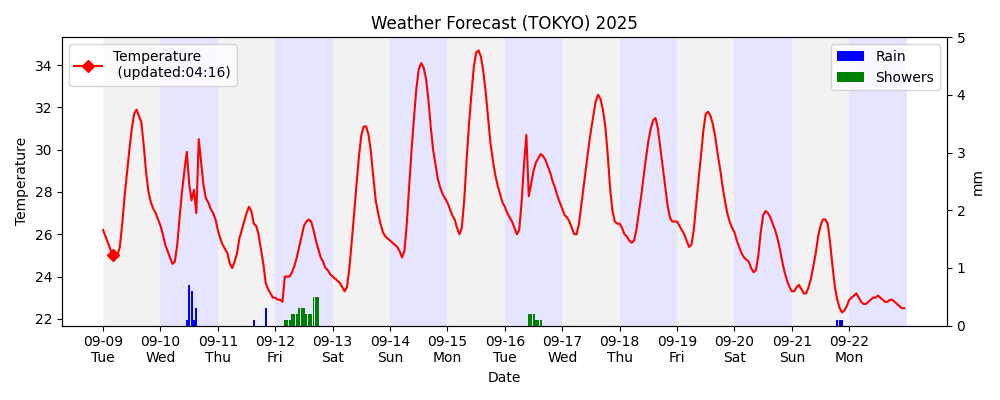 Weather Forecast (TOKYO) 2025
Temperature
(updated:04:16)
Rain
Showers
Temperature
34
32
30
28
26
24
22
5
4
3
2
1
0
mm
09-09 09-10 09-11 09-12 09-13 09-14 09-15 09-16 09-17 09-18 09-19 09-20 09-21 09-22
Tue Wed Thu Fri Sat Sun Mon Tue Wed Thu Fri Sat Sun Mon
Date